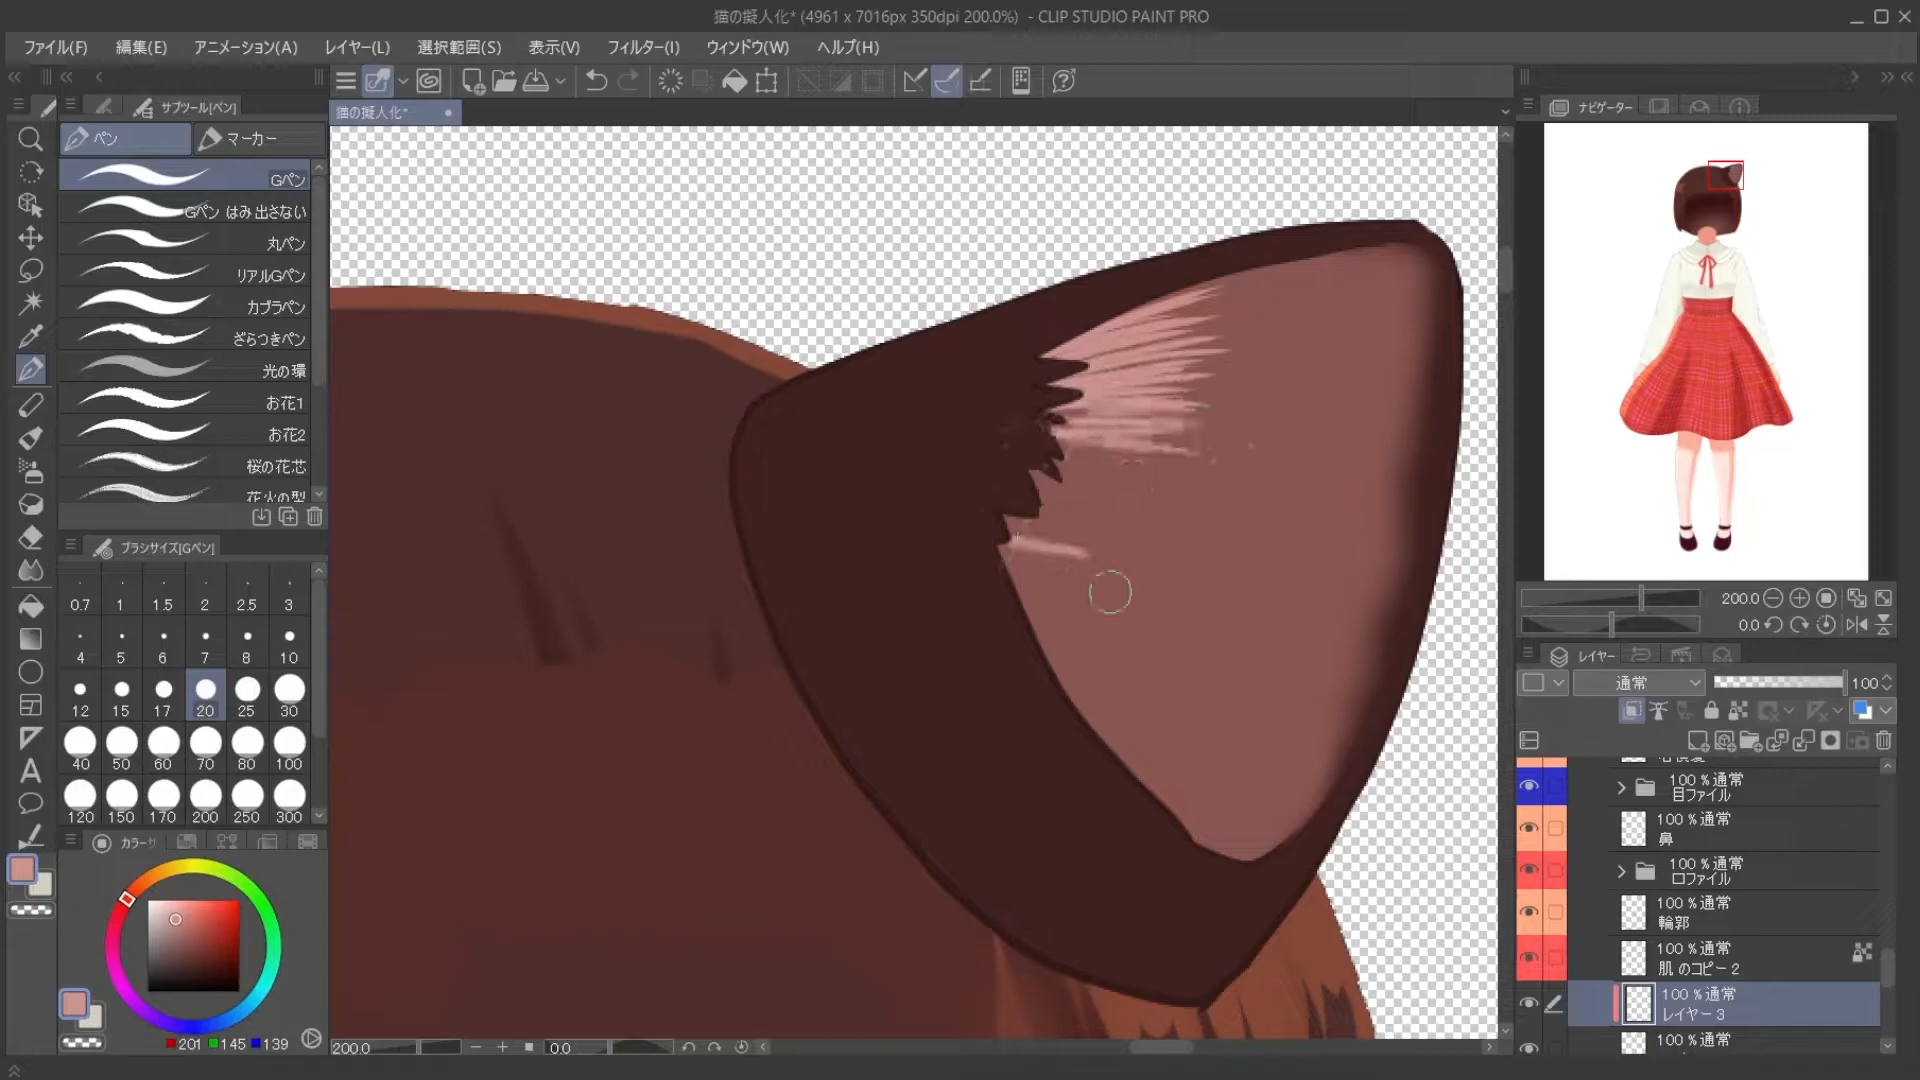 猫の擬人化* (4961 x 7016px 350dpi 200.0%) - CLIP STUDIO PAINT PRO
ファイル(F) 編集(E) アニメーション(A) レイヤー(L) 選択範囲(S) 表示(V) フィルター(I) ウィンドウ(W) ヘルプ(H)
サブツール[ペン]
ペン マーカー
Gペン
Gペン はみ出さない
丸ペン
リアルGペン
カブラペン
ざらつきペン
光の環
お花1
お花2
桜の花芯
花火の型
ブラシサイズ[Gペン]
0.7 1 1.5 2 2.5 3
4 5 6 7 8 10
12 15 17 20 25 30
40 50 60 70 80 100
120 150 170 200 250 300
カラーサ
201 145 139
猫の擬人化*
200.0 0.0
ナビゲーター
200.0
0.0
レイヤー
通常 100
100 %通常
目ファイル
100 %通常
鼻
100 %通常
口ファイル
100 %通常
輪郭
100 %通常
肌 のコピー 2
100 %通常
レイヤー 3
100 %通常